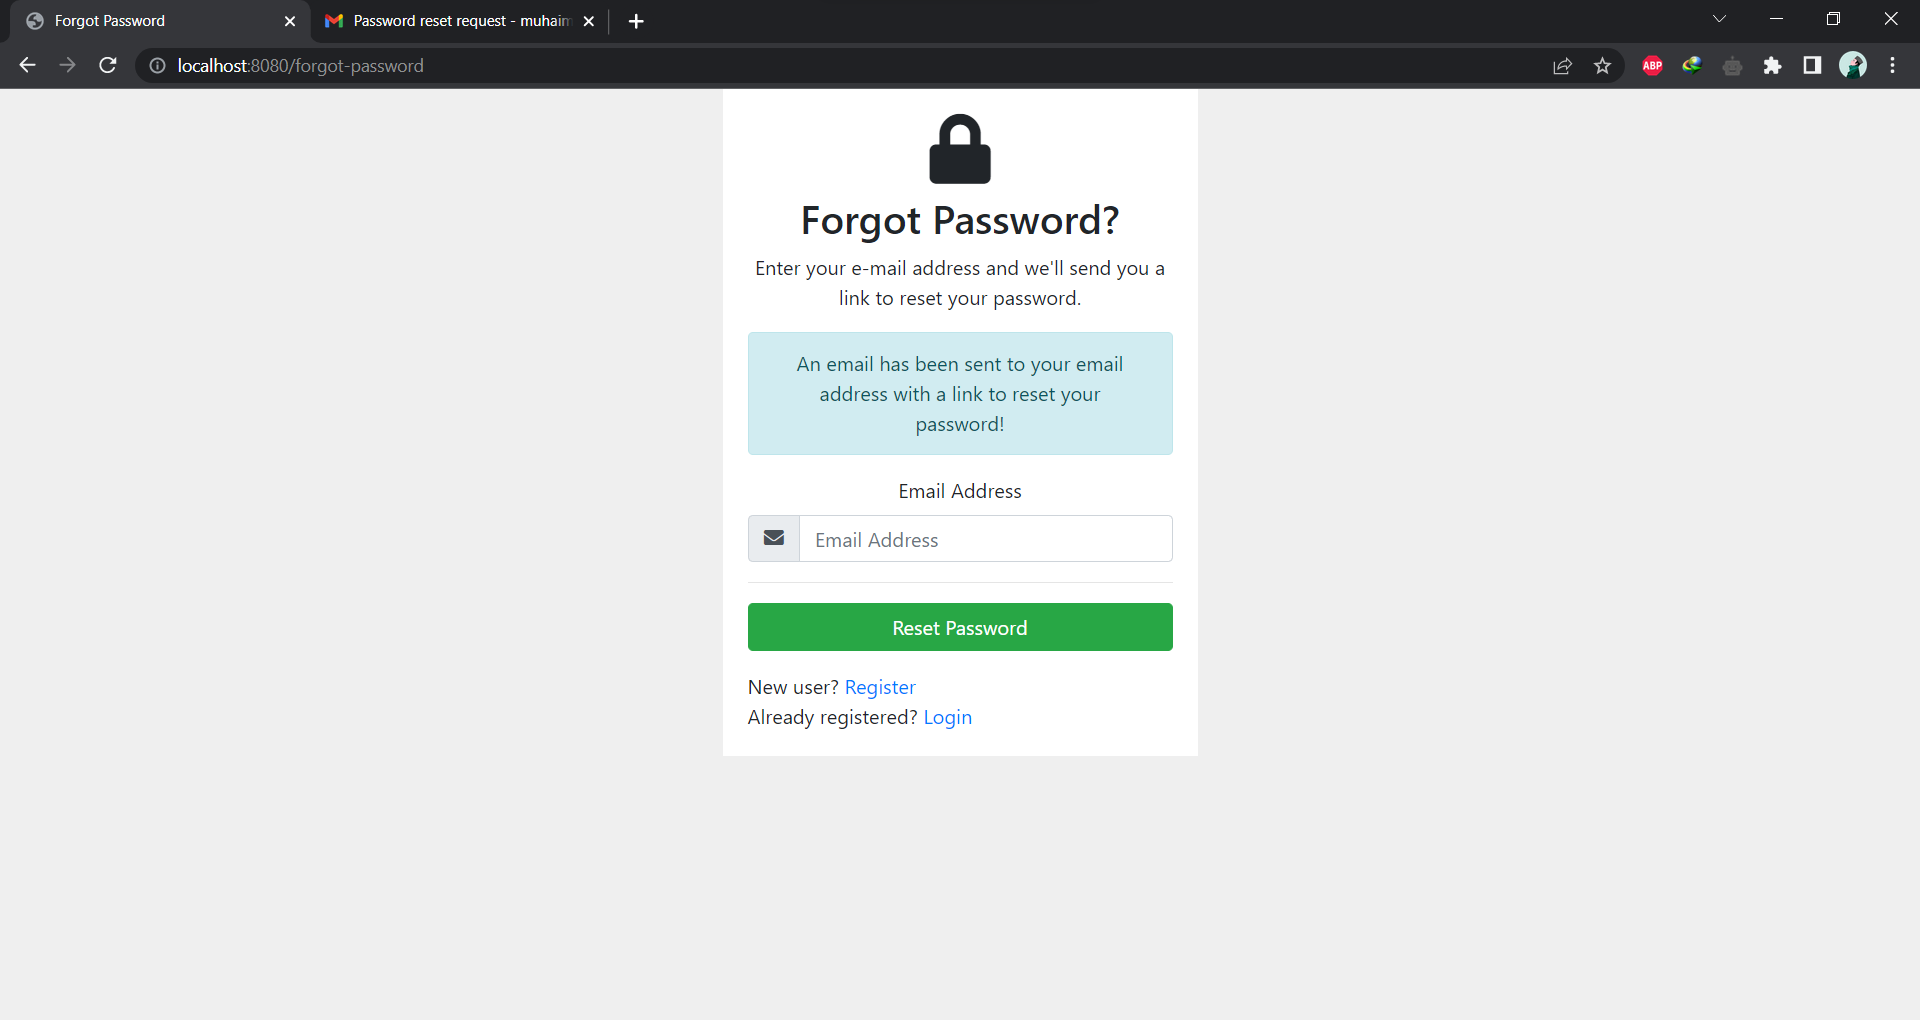 Forgot Password
Password reset request - muhaim
localhost:8080/forgot-password
ABP
Forgot Password?
Enter your e-mail address and we'll send you a
link to reset your password.
An email has been sent to your email
address with a link to reset your
password!
Email Address
Email Address
Reset Password
New user? Register
Already registered? Login